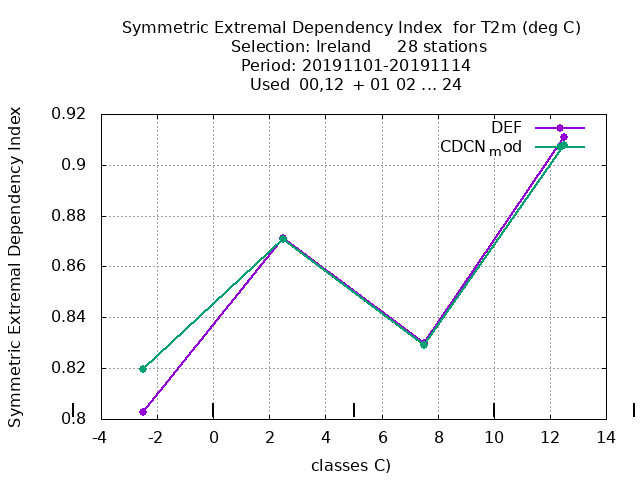 Symmetric Extremal Dependency Index  for T2m (deg C)
Selection: Ireland     28 stations
Period: 20191101-20191114
Used  00,12  + 01 02 ... 24
Symmetric Extremal Dependency Index
0.92
0.9
0.88
0.86
0.84
0.82
0.8
DEF
CDCNmod
-4 -2 0 2 4 6 8 10 12 14
classes C)